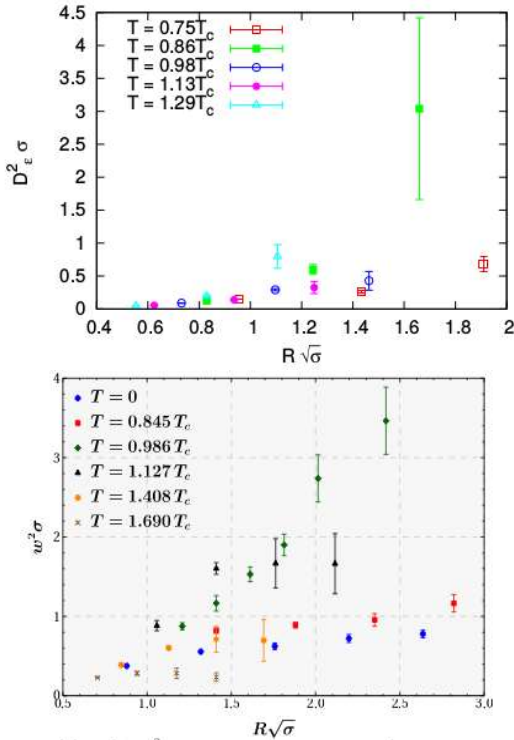 T = 0.75T_c
T = 0.86T_c
T = 0.98T_c
T = 1.13T_c
T = 1.29T_c
4.5
4
3.5
3
2.5
2
1.5
1
0.5
0
D²_ε σ
0.4 0.6 0.8 1 1.2 1.4 1.6 1.8 2
R √σ
4
3
2
1
0
w²σ
T = 0
T = 0.845 T_c
T = 0.986 T_c
T = 1.127 T_c
T = 1.408 T_c
T = 1.690 T_c
0.5 1.0 1.5 2.0 2.5 3.0
R√σ